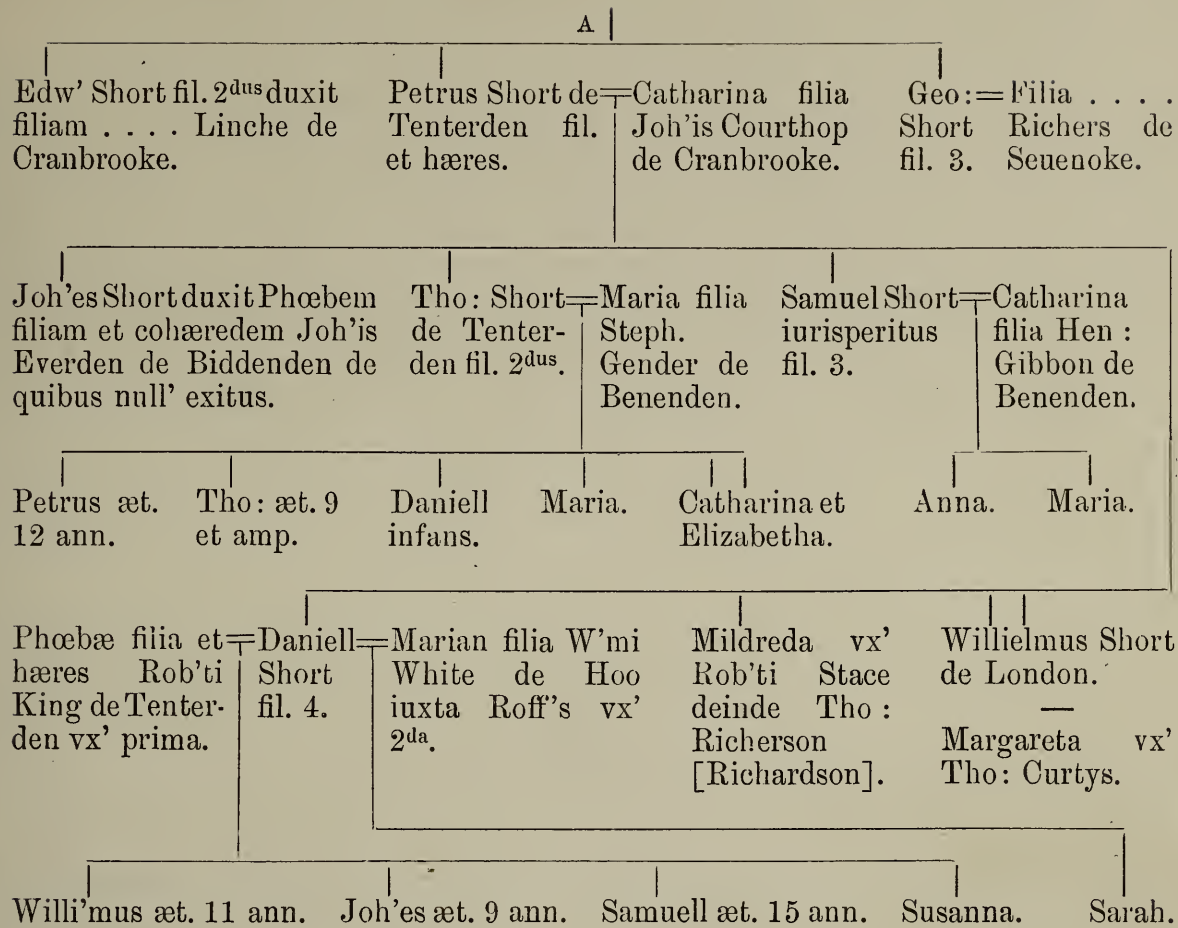 A
Edw' Short fil. 2dus duxit
filiam . . . . Linche de
Cranbrooke.
Petrus Short de
Tenterden fil.
et hæres.
Catharina filia
Joh'is Courthop
de Cranbrooke.
Geo:
Short
fil. 3.
Filia . . . .
Richers de
Seuenoke.
Joh'es Short duxit Phœbem
filiam et cohæredem Joh'is
Everden de Biddenden de
quibus null' exitus.
Tho: Short
de Tenter-
den fil. 2dus.
Maria filia
Steph.
Gender de
Benenden.
Samuel Short
iurisperitus
fil. 3.
Catharina
filia Hen:
Gibbon de
Benenden.
Petrus æt.
12 ann.
Tho: æt. 9
et amp.
Daniell
infans.
Maria.
Catharina et
Elizabetha.
Anna.
Maria.
Phœbæ filia et
hæres Rob'ti
King de Tenter-
den vx' prima.
Daniell
Short
fil. 4.
Marian filia W'mi
White de Hoo
iuxta Roff's vx'
2da.
Mildreda vx'
Rob'ti Stace
deinde Tho:
Richerson
[Richardson].
Willielmus Short
de London.
—
Margareta vx'
Tho: Curtys.
Willi'mus æt. 11 ann.
Joh'es æt. 9 ann.
Samuell æt. 15 ann.
Susanna.
Sarah.